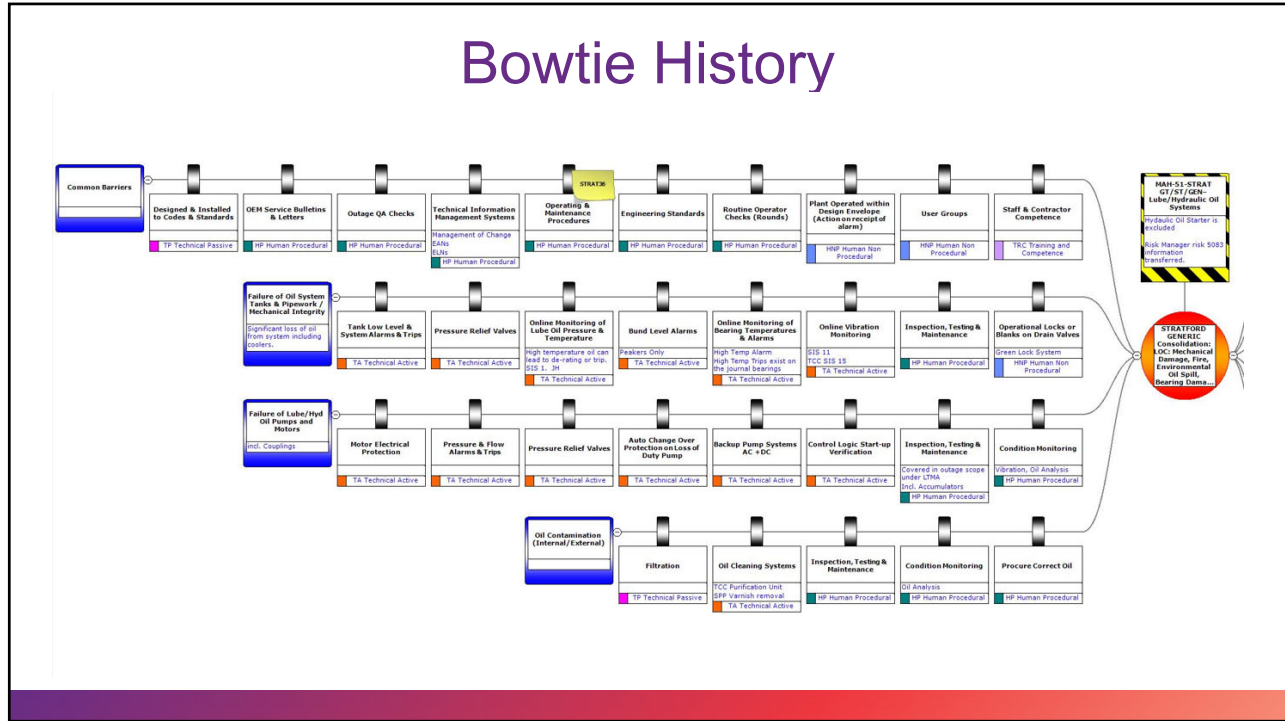 Bowtie History
Common Barriers
Designed & Installed
to Codes & Standards
TP Technical Passive
OEM Service Bulletins
& Letters
HP Human Procedural
Outage QA Checks
HP Human Procedural
Technical Information
Management Systems
Management of Change
EANs
ELNs
HP Human Procedural
STRAT36
Operating &
Maintenance
Procedures
HP Human Procedural
Engineering Standards
HP Human Procedural
Routine Operator
Checks (Rounds)
HP Human Procedural
Plant Operated within
Design Envelope
(Action on receipt of
alarm)
HNP Human Non
Procedural
User Groups
HNP Human Non
Procedural
Staff & Contractor
Competence
TRC Training and
Competence
MAH-51-STRAT
GT/ST/GEN-
Lube/Hydraulic Oil
Systems
Hydaulic Oil Starter is
excluded
Risk Manager risk 5083
information
transferred.
Failure of Oil System
Tanks & Pipework /
Mechanical Integrity
Significant loss of oil
from system including
coolers.
Tank Low Level &
System Alarms & Trips
TA Technical Active
Pressure Relief Valves
TA Technical Active
Online Monitoring of
Lube Oil Pressure &
Temperature
High temperature oil can
lead to de-rating or trip.
SIS 1. JH
TA Technical Active
Bund Level Alarms
Peakers Only
TA Technical Active
Online Monitoring of
Bearing Temperatures
& Alarms
High Temp Alarm
High Temp Trips exist on
the journal bearings
TA Technical Active
Online Vibration
Monitoring
SIS 11
TCC SIS 15
TA Technical Active
Inspection, Testing &
Maintenance
HP Human Procedural
Operational Locks or
Blanks on Drain Valves
Green Lock System
HNP Human Non
Procedural
STRATFORD
GENERIC
Consolidation:
LOC: Mechanical
Damage, Fire,
Environmental
Oil Spill,
Bearing Dama...
Failure of Lube/Hyd
Oil Pumps and
Motors
incl. Couplings
Motor Electrical
Protection
TA Technical Active
Pressure & Flow
Alarms & Trips
TA Technical Active
Pressure Relief Valves
TA Technical Active
Auto Change Over
Protection on Loss of
Duty Pump
TA Technical Active
Backup Pump Systems
AC +DC
TA Technical Active
Control Logic Start-up
Verification
TA Technical Active
Inspection, Testing &
Maintenance
Covered in outage scope
under LTMA
Incl. Accumulators
HP Human Procedural
Condition Monitoring
Vibration, Oil Analysis
HP Human Procedural
Oil Contamination
(Internal/External)
Filtration
TP Technical Passive
Oil Cleaning Systems
TCC Purification Unit
SPP Varnish removal
TA Technical Active
Inspection, Testing &
Maintenance
HP Human Procedural
Condition Monitoring
Oil Analysis
HP Human Procedural
Procure Correct Oil
HP Human Procedural